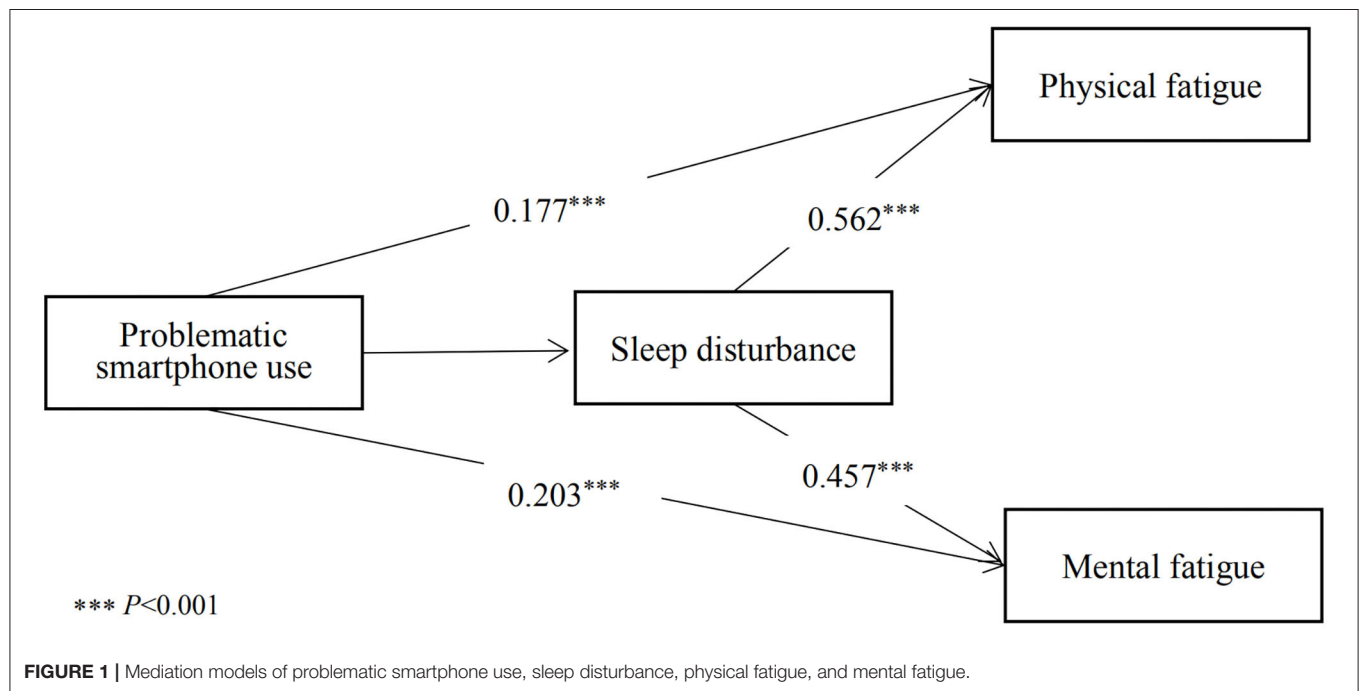 Physical fatigue
0.177***
0.562***
Problematic
smartphone use
Sleep disturbance
0.457***
0.203***
Mental fatigue
*** P<0.001
FIGURE 1 | Mediation models of problematic smartphone use, sleep disturbance, physical fatigue, and mental fatigue.